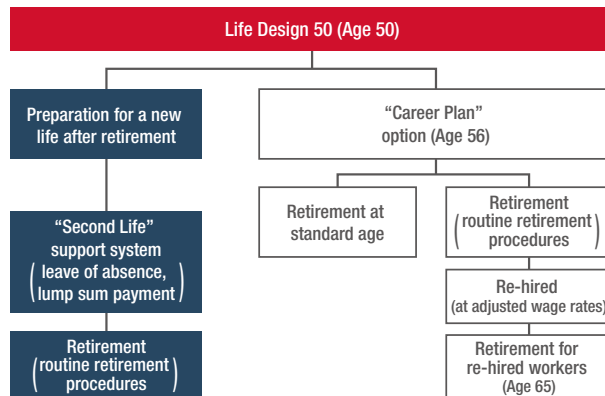 Life Design 50 (Age 50)
Preparation for a new
life after retirement
“Second Life”
support system
(leave of absence,
lump sum payment)
Retirement
(routine retirement
procedures)
“Career Plan”
option (Age 56)
Retirement at
standard age
Retirement
(routine retirement
procedures)
Re-hired
(at adjusted wage rates)
Retirement for
re-hired workers
(Age 65)